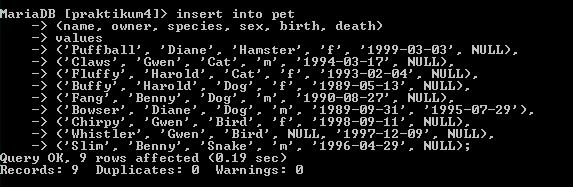 MariaDB [praktikum4]> insert into pet
    -> (name, owner, species, sex, birth, death)
    -> values
    -> ('Puffball', 'Diane', 'Hamster', 'f', '1999-03-03', NULL),
    -> ('Claws', 'Gwen', 'Cat', 'm', '1994-03-17', NULL),
    -> ('Fluffy', 'Harold', 'Cat', 'f', '1993-02-04', NULL),
    -> ('Buffy', 'Harold', 'Dog', 'f', '1989-05-13', NULL),
    -> ('Fang', 'Benny', 'Dog', 'm', '1990-08-27', NULL),
    -> ('Bowser', 'Diane', 'Dog', 'm', '1989-09-31', '1995-07-29'),
    -> ('Chirpy', 'Gwen', 'Bird', 'f', '1998-09-11', NULL),
    -> ('Whistler', 'Gwen', 'Bird', NULL, '1997-12-09', NULL),
    -> ('Slim', 'Benny', 'Snake', 'm', '1996-04-29', NULL);
Query OK, 9 rows affected (0.19 sec)
Records: 9  Duplicates: 0  Warnings: 0